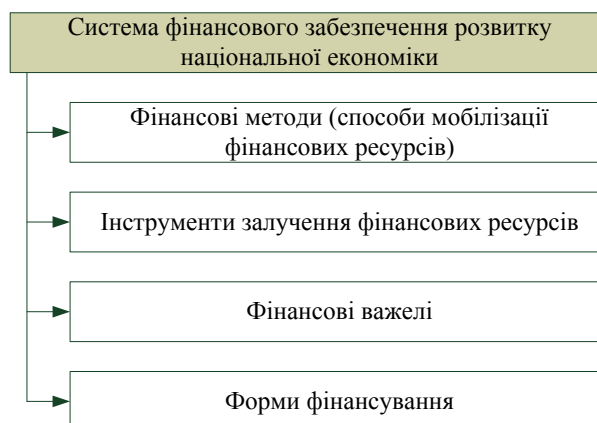 Система фінансового забезпечення розвитку
національної економіки
Фінансові методи (способи мобілізації
фінансових ресурсів)
Інструменти залучення фінансових ресурсів
Фінансові важелі
Форми фінансування